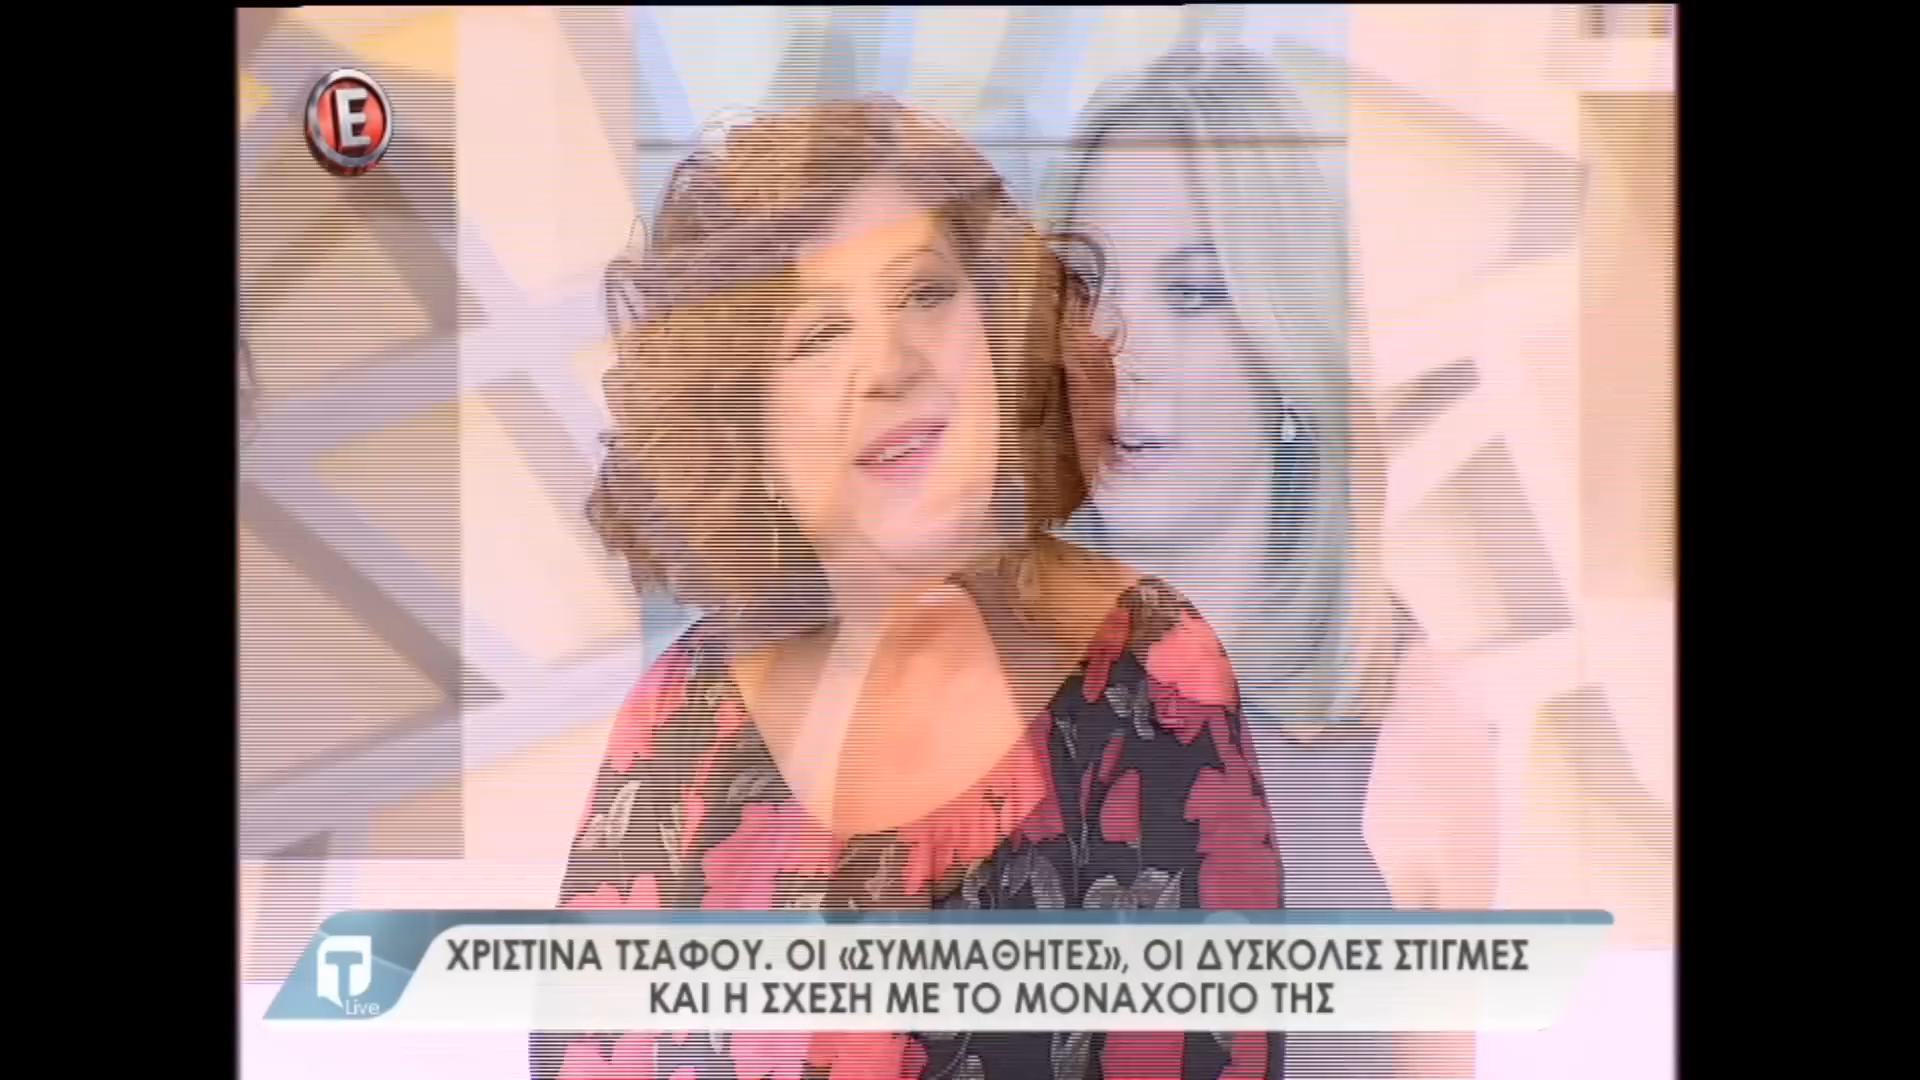 E
ΧΡΙΣΤΙΝΑ ΤΣΑΦΟΥ. ΟΙ «ΣΥΜΜΑΘΗΤΕΣ», ΟΙ ΔΥΣΚΟΛΕΣ ΣΤΙΓΜΕΣ
ΚΑΙ Η ΣΧΕΣΗ ΜΕ ΤΟ ΜΟΝΑΧΟΓΙΟ ΤΗΣ
T Live